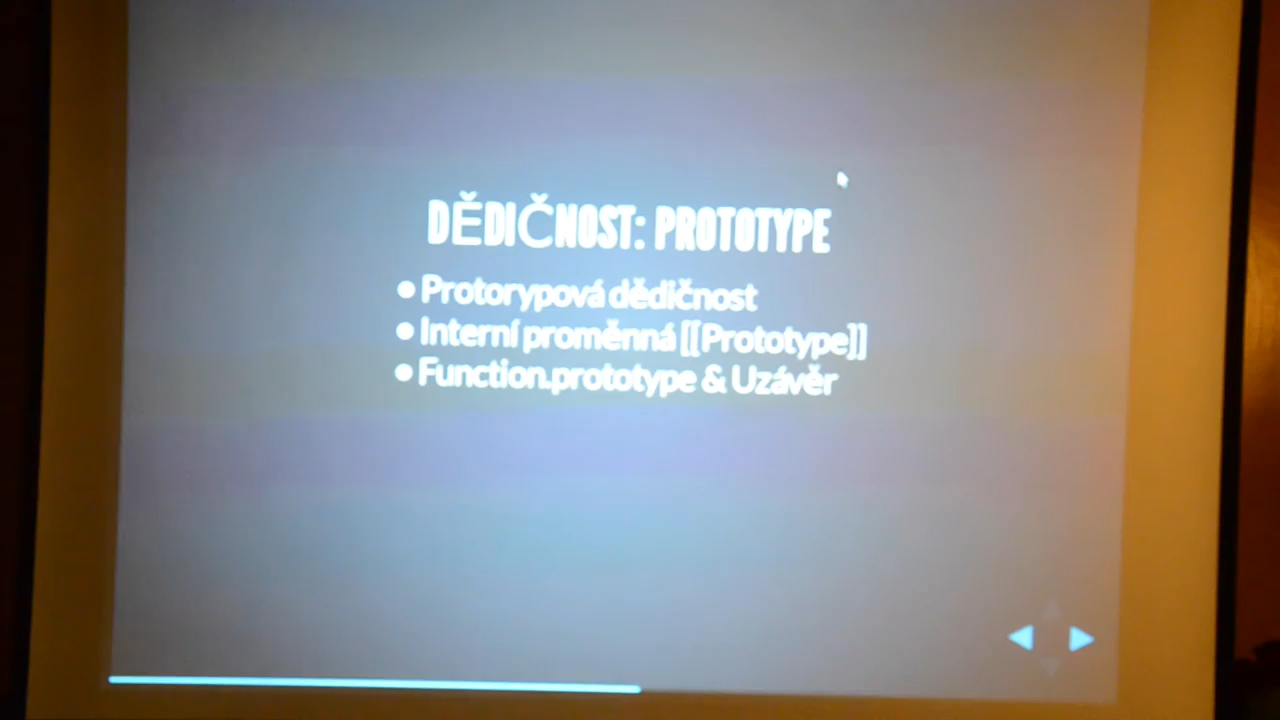 DĚDIČNOST: PROTOTYPE
Protorypová dědičnost
Interní proměnná [[Prototype]]
Function.prototype & Uzávěr